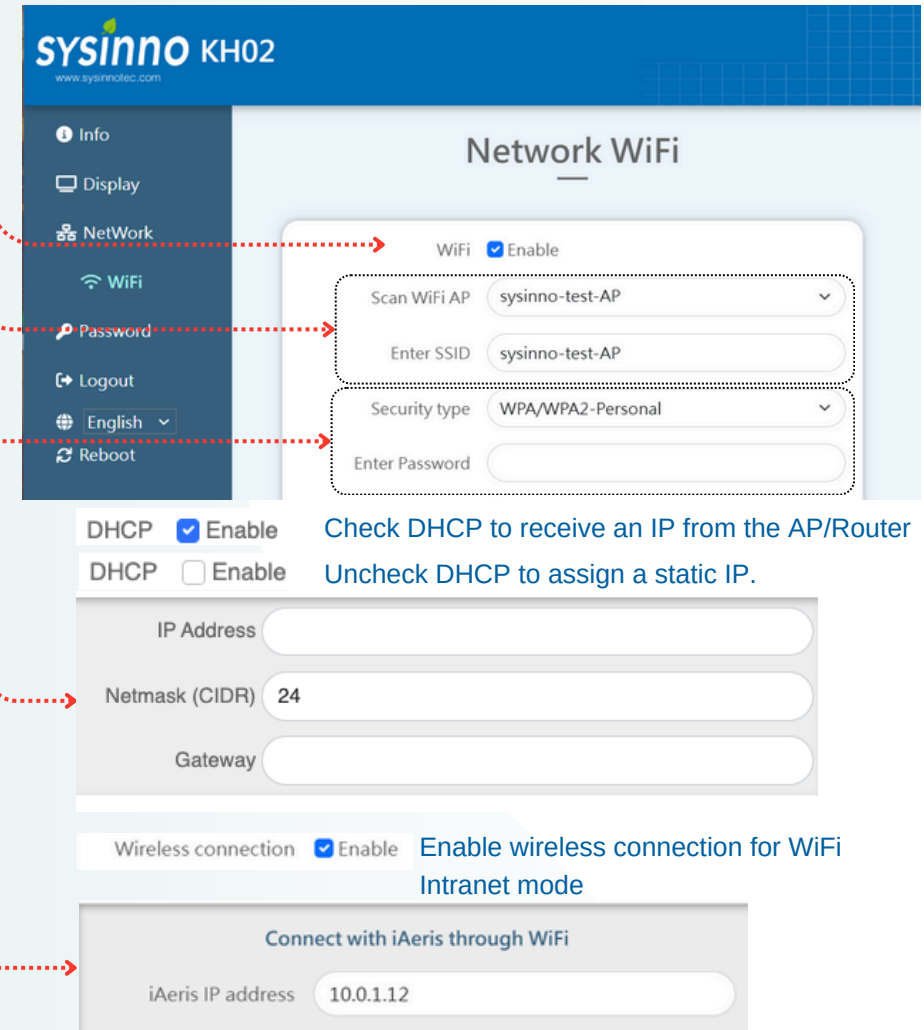 sysinno KH02
www.sysinnotec.com
Info
Display
NetWork
WiFi
Password
Logout
English
Reboot
Network WiFi
WiFi Enable
Scan WiFi AP sysinno-test-AP
Enter SSID sysinno-test-AP
Security type WPA/WPA2-Personal
Enter Password
DHCP Enable Check DHCP to receive an IP from the AP/Router
DHCP Enable Uncheck DHCP to assign a static IP.
IP Address
Netmask (CIDR) 24
Gateway
Wireless connection Enable Enable wireless connection for WiFi
Intranet mode
Connect with iAeris through WiFi
iAeris IP address 10.0.1.12